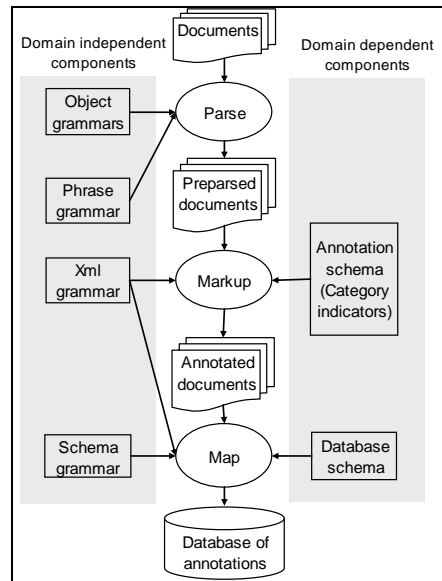 Documents
Domain independent
components
Domain dependent
components
Object
grammars
Parse
Phrase
grammar
Preparsed
documents
Xml
grammar
Markup
Annotation
schema
(Category
indicators)
Annotated
documents
Schema
grammar
Map
Database
schema
Database of
annotations